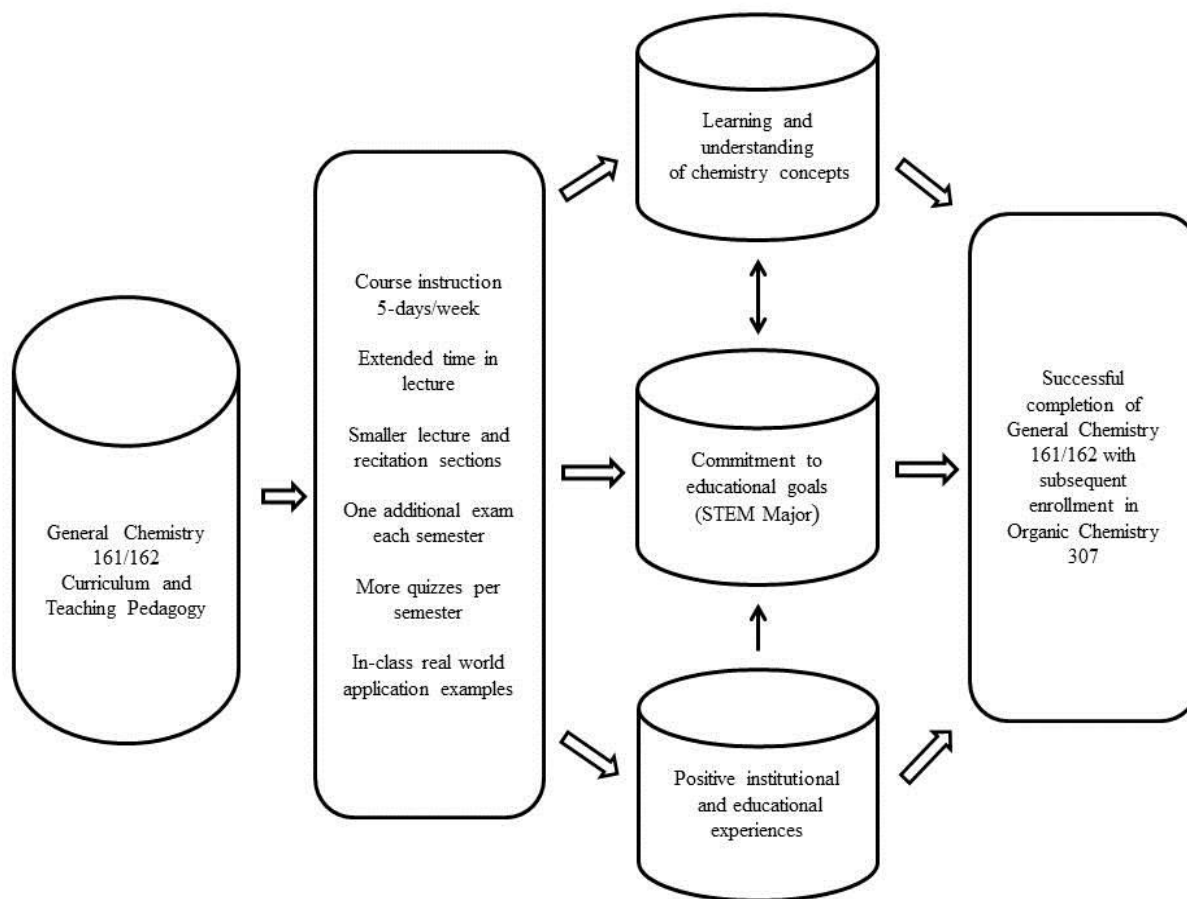 General Chemistry
161/162
Curriculum and
Teaching Pedagogy
Course instruction
5-days/week
Extended time in
lecture
Smaller lecture and
recitation sections
One additional exam
each semester
More quizzes per
semester
In-class real world
application examples
Learning and
understanding
of chemistry concepts
Commitment to
educational goals
(STEM Major)
Positive institutional
and educational
experiences
Successful
completion of
General Chemistry
161/162 with
subsequent
enrollment in
Organic Chemistry
307